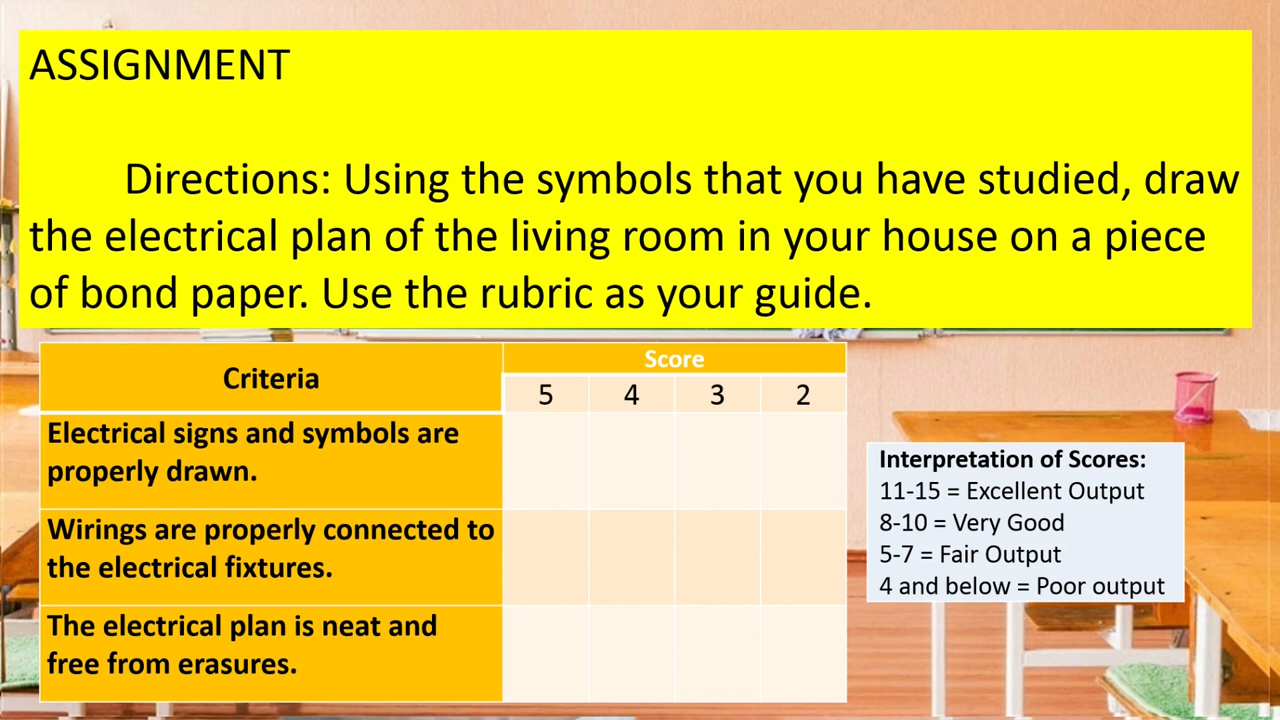 ASSIGNMENT
Directions: Using the symbols that you have studied, draw
the electrical plan of the living room in your house on a piece
of bond paper. Use the rubric as your guide.
Criteria
Score
5 4 3 2
Electrical signs and symbols are
properly drawn.
Wirings are properly connected to
the electrical fixtures.
The electrical plan is neat and
free from erasures.
Interpretation of Scores:
11-15 = Excellent Output
8-10 = Very Good
5-7 = Fair Output
4 and below = Poor output